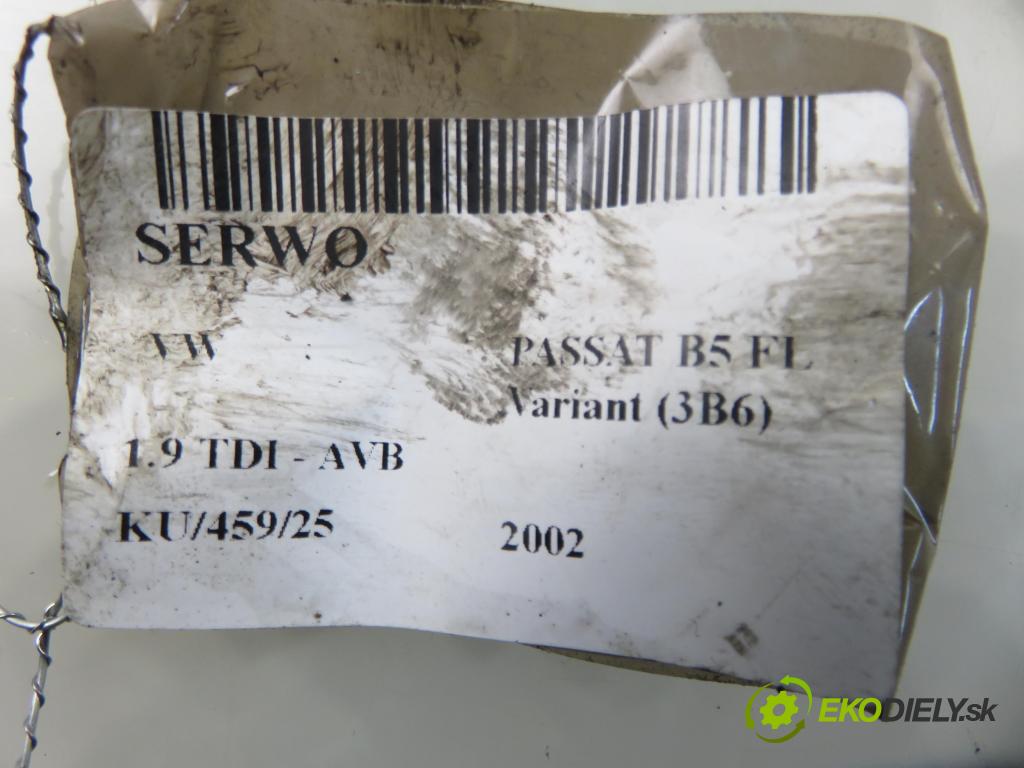 SERWO
VW
PASSAT B5 FL
Variant (3B6)
1.9 TDI - AVB
KU/459/25
2002
EKODIELY.sk